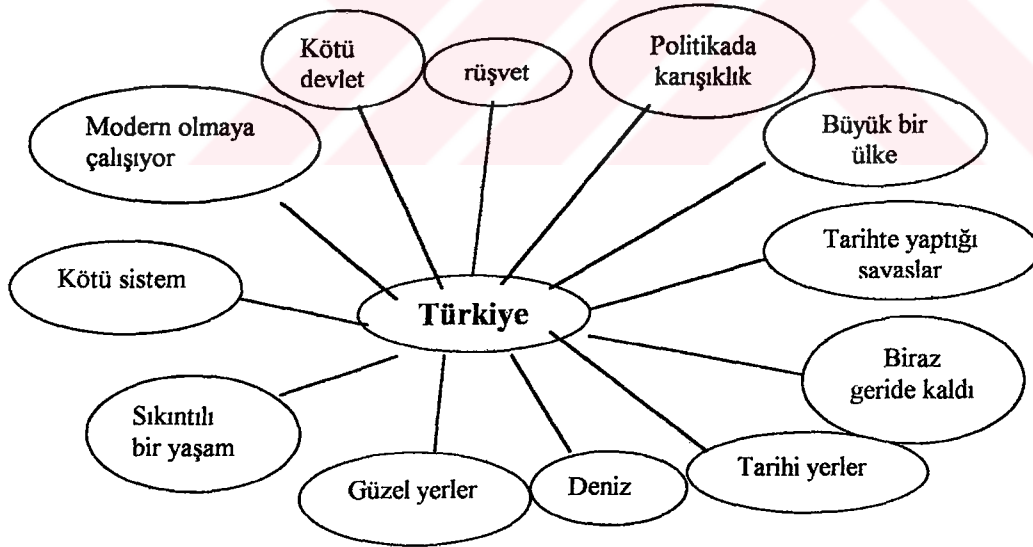 Kötü
devlet
rüşvet
Politikada
karışıklık
Modern olmaya
çalışıyor
Büyük bir
ülke
Tarihte yaptığı
savaslar
Kötü sistem
Türkiye
Biraz
geride kaldı
Sıkıntılı
bir yaşam
Güzel yerler
Deniz
Tarihi yerler